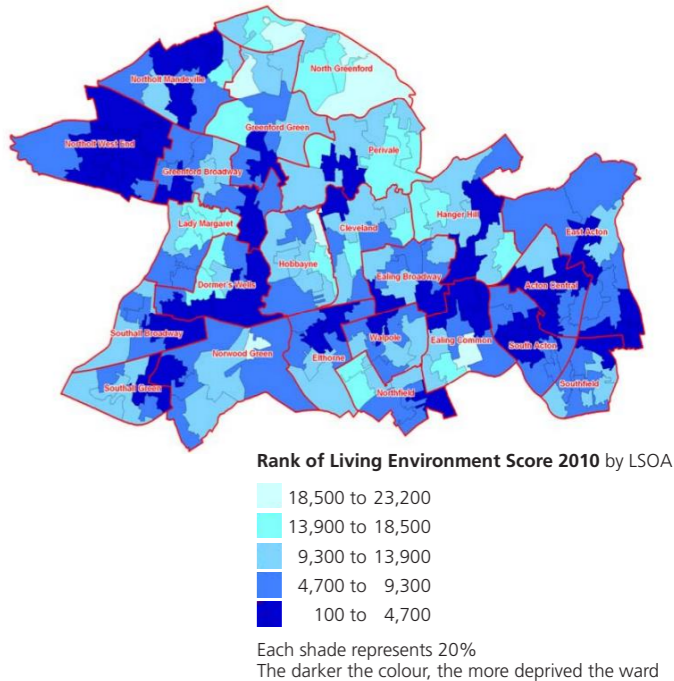 North Greenford
Northolt Mandeville
Greenford Green
Northolt West End
Perivale
Greenford Broadway
Hanger Hill
Lady Margaret
Cleveland
East Acton
Hobbayne
Ealing Broadway
Dormers Wells
Acton Central
Southall Broadway
Walpole
Ealing Common
South Acton
Norwood Green
Elthorne
Southall Green
Southfield
Northfield
Rank of Living Environment Score 2010 by LSOA
18,500 to 23,200
13,900 to 18,500
9,300 to 13,900
4,700 to 9,300
100 to 4,700
Each shade represents 20%
The darker the colour, the more deprived the ward